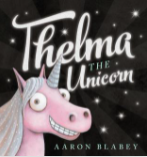 Thelma
THE
Unicorn
AARON BLABEY